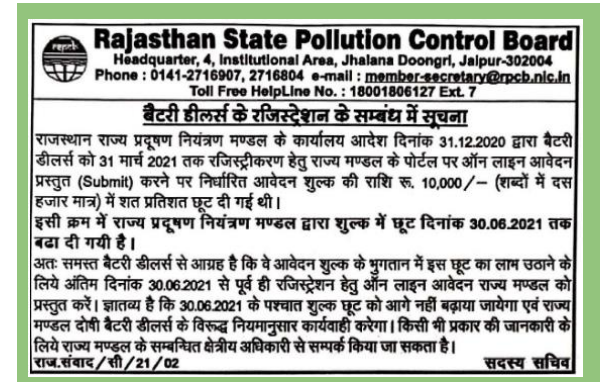 rspcb
Rajasthan State Pollution Control Board
Headquarter, 4, Institutional Area, Jhalana Doongri, Jaipur-302004
Phone : 0141-2716907, 2716804 e-mail : member-secretary@rpcb.nic.in
Toll Free HelpLine No. : 18001806127 Ext. 7
बैटरी डीलर्स के रजिस्ट्रेशन के सम्बंध में सूचना
राजस्थान राज्य प्रदूषण नियंत्रण मण्डल के कार्यालय आदेश दिनांक 31.12.2020 द्वारा बैटरी
डीलर्स को 31 मार्च 2021 तक रजिस्ट्रीकरण हेतु राज्य मण्डल के पोर्टल पर ऑन लाइन आवेदन
प्रस्तुत (Submit) करने पर निर्धारित आवेदन शुल्क की राशि रू. 10,000/– (शब्दों में दस
हजार मात्र) में शत प्रतिशत छूट दी गई थी।
इसी क्रम में राज्य प्रदूषण नियंत्रण मण्डल द्वारा शुल्क में छूट दिनांक 30.06.2021 तक
बढा दी गयी है।
अतः समस्त बैटरी डीलर्स से आग्रह है कि वे आवेदन शुल्क के भुगतान में इस छूट का लाभ उठाने के
लिये अंतिम दिनांक 30.06.2021 से पूर्व ही रजिस्ट्रेशन हेतु ऑन लाइन आवेदन राज्य मण्डल को
प्रस्तुत करें। ज्ञातव्य है कि 30.06.2021 के पश्चात शुल्क छूट को आगे नहीं बढ़ाया जायेगा एवं राज्य
मण्डल दोषी बैटरी डीलर्स के विरूद्ध नियमानुसार कार्यवाही करेगा। किसी भी प्रकार की जानकारी के
लिये राज्य मण्डल के सम्बन्धित क्षेत्रीय अधिकारी से सम्पर्क किया जा सकता है।
राज.संवाद/सी/21/02 सदस्य सचिव